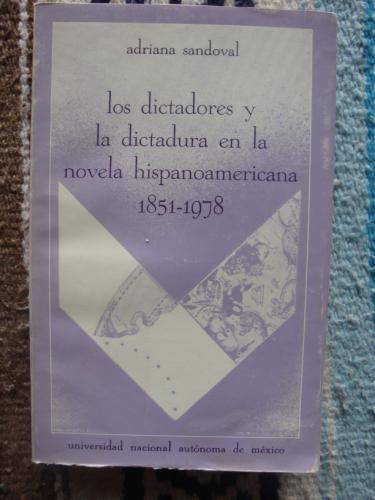 adriana sandoval
los dictadores y
la dictadura en la
novela hispanoamericana
1851-1978
universidad nacional autónoma de méxico